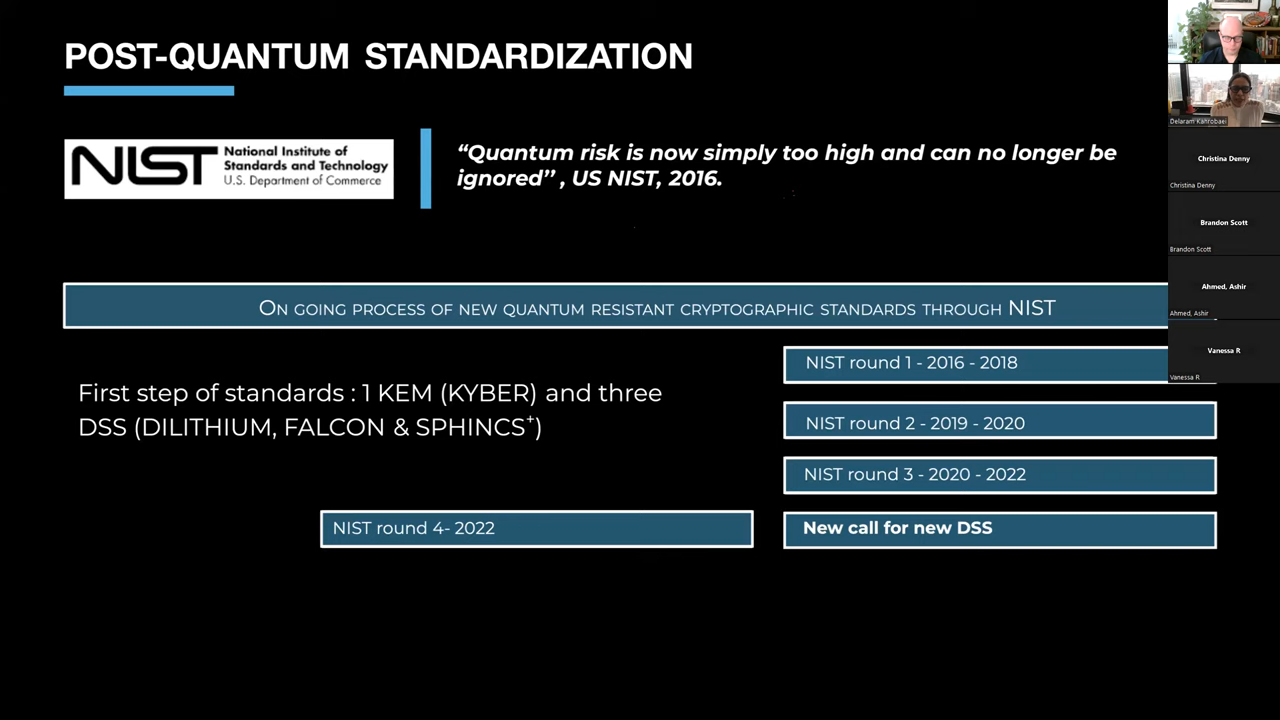 POST-QUANTUM STANDARDIZATION
NIST
National Institute of
Standards and Technology
U.S. Department of Commerce
“Quantum risk is now simply too high and can no longer be
ignored” , US NIST, 2016.
On going process of new quantum resistant cryptographic standards through NIST
First step of standards : 1 KEM (KYBER) and three
DSS (DILITHIUM, FALCON & SPHINCS+)
NIST round 1 - 2016 - 2018
NIST round 2 - 2019 - 2020
NIST round 3 - 2020 - 2022
NIST round 4- 2022
New call for new DSS
Delaram Kahrobaei
Christina Denny
Christina Denny
Brandon Scott
Brandon Scott
Ahmed, Ashir
Ahmed, Ashir
Vanessa R
Vanessa R